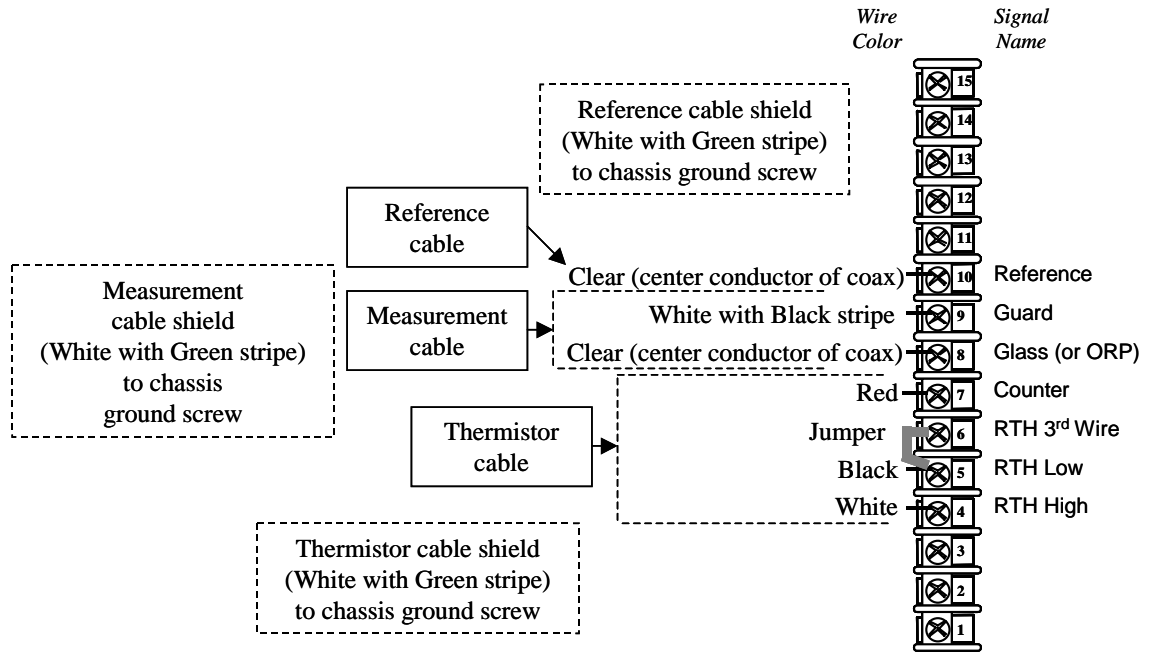 Wire
Color
Signal
Name
15
14
13
12
11
10
9
8
7
6
5
4
3
2
1
Reference cable shield
(White with Green stripe)
to chassis ground screw
Reference
cable
Clear (center conductor of coax)
Reference
Measurement
cable shield
(White with Green stripe)
to chassis
ground screw
Measurement
cable
White with Black stripe
Guard
Clear (center conductor of coax)
Glass (or ORP)
Red
Counter
Thermistor
cable
Jumper
RTH 3rd Wire
Black
RTH Low
White
RTH High
Thermistor cable shield
(White with Green stripe)
to chassis ground screw